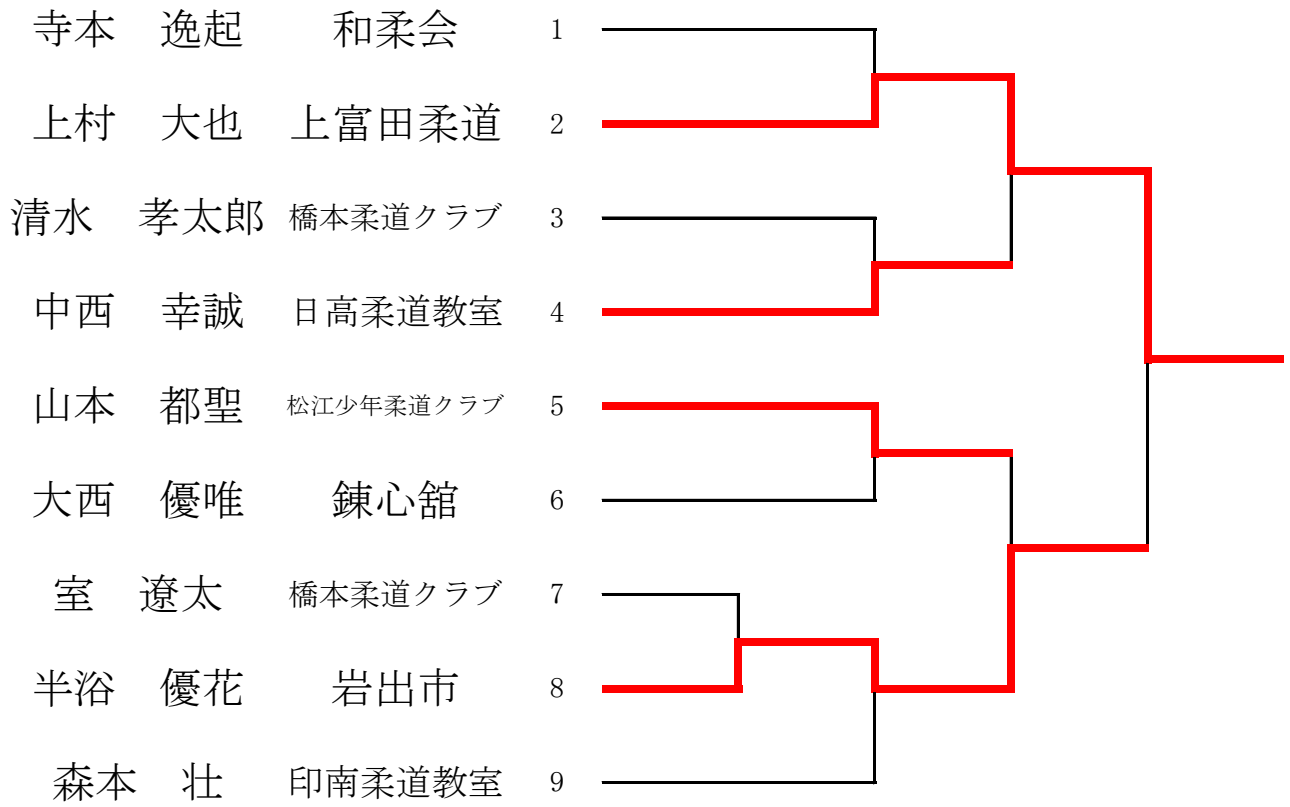 寺本　逸起　和柔会　1
上村　大也　上富田柔道　2
清水　孝太郎　橋本柔道クラブ　3
中西　幸誠　日高柔道教室　4
山本　都聖　松江少年柔道クラブ　5
大西　優唯　錬心舘　6
室　遼太　橋本柔道クラブ　7
半浴　優花　岩出市　8
森本　壮　印南柔道教室　9